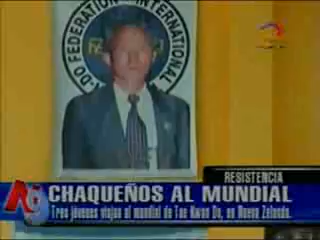 -DO FEDERATION INTERNATIONAL
RESISTENCIA
CHAQUEÑOS AL MUNDIAL
Tres jóvenes viajan al mundial de Tae Kwon Do, en Nueva Zelanda.